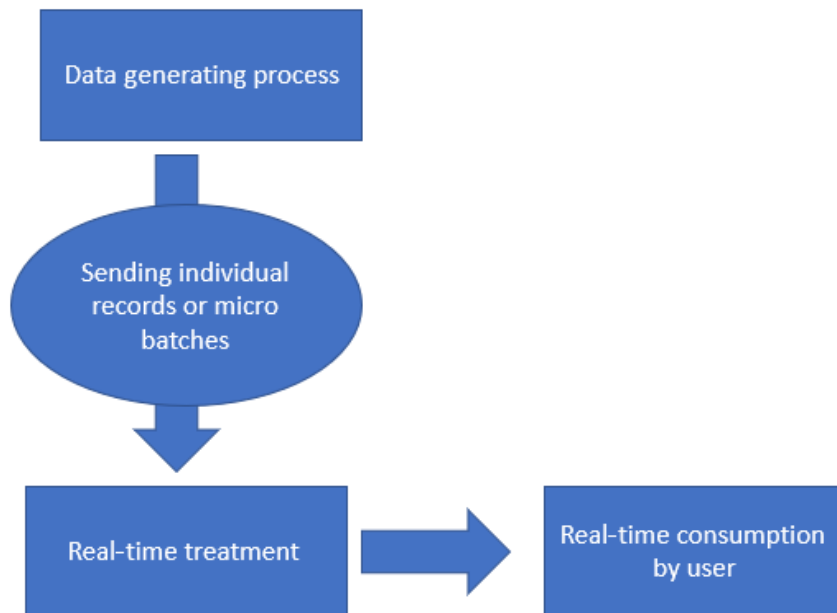 Data generating process
Sending individual
records or micro
batches
Real-time treatment
Real-time consumption
by user